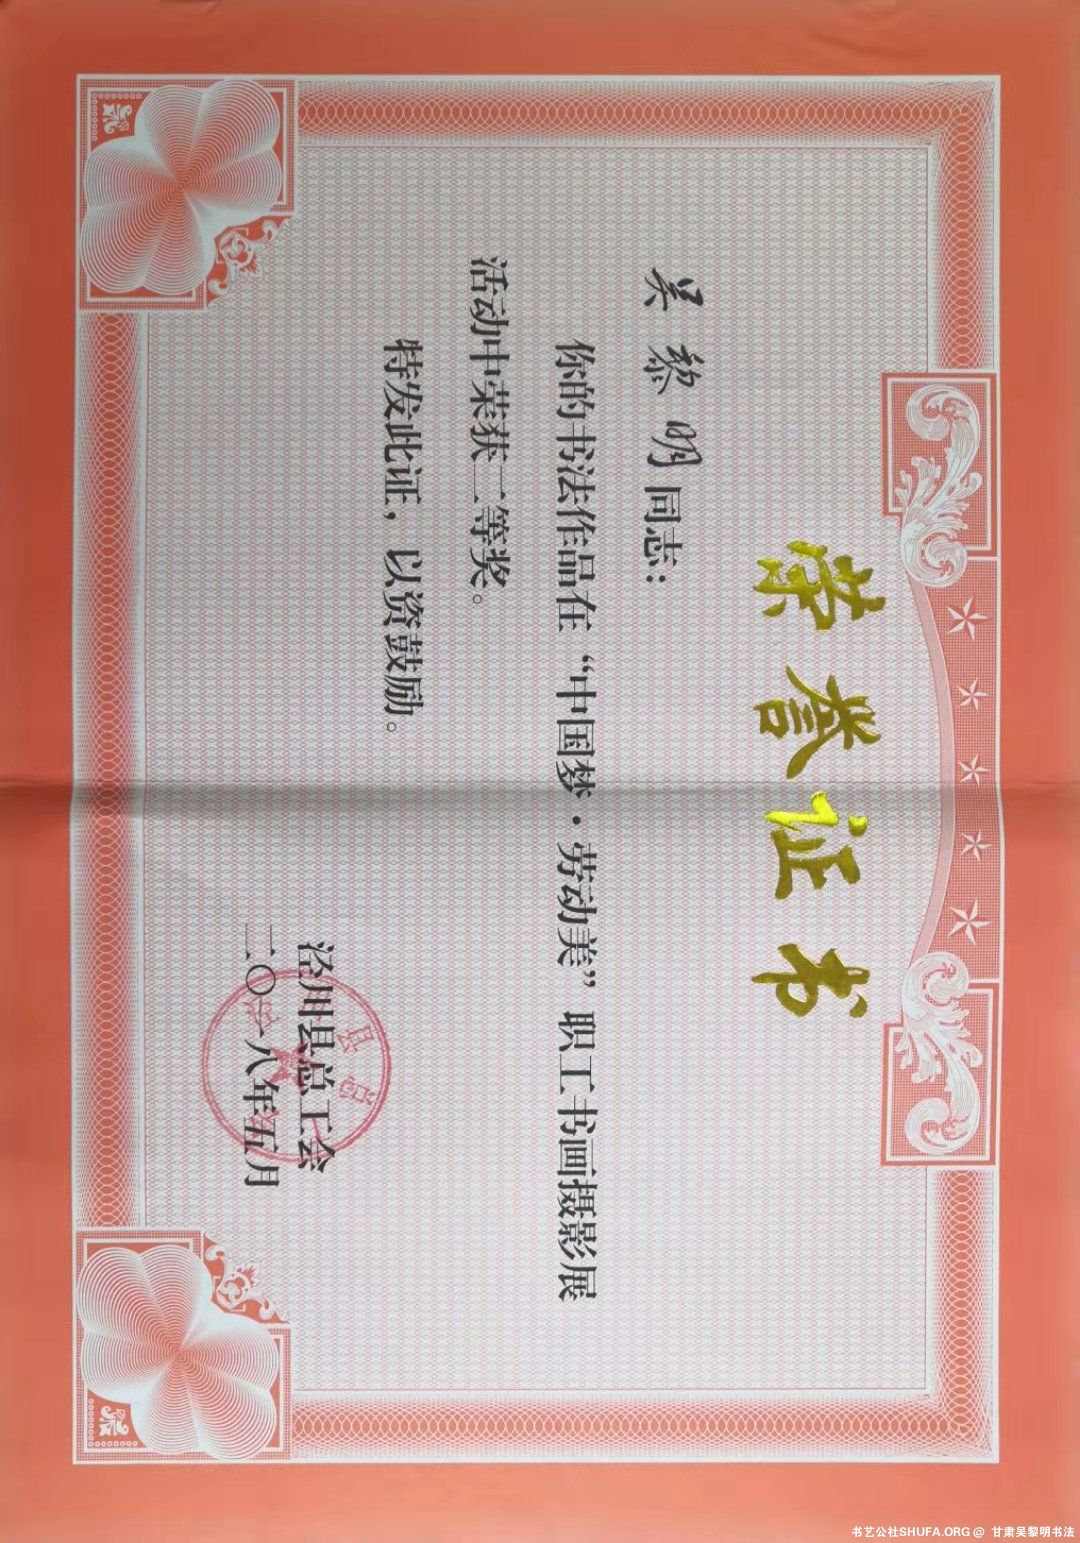 荣誉证书
吴黎明同志:
你的书法作品在“中国梦·劳动美”职工书画摄影展
活动中荣获二等奖。
特发此证,以资鼓励。
泾川县总工会
二〇一八年五月
书艺公社SHUFA.ORG @ 甘肃吴黎明书法